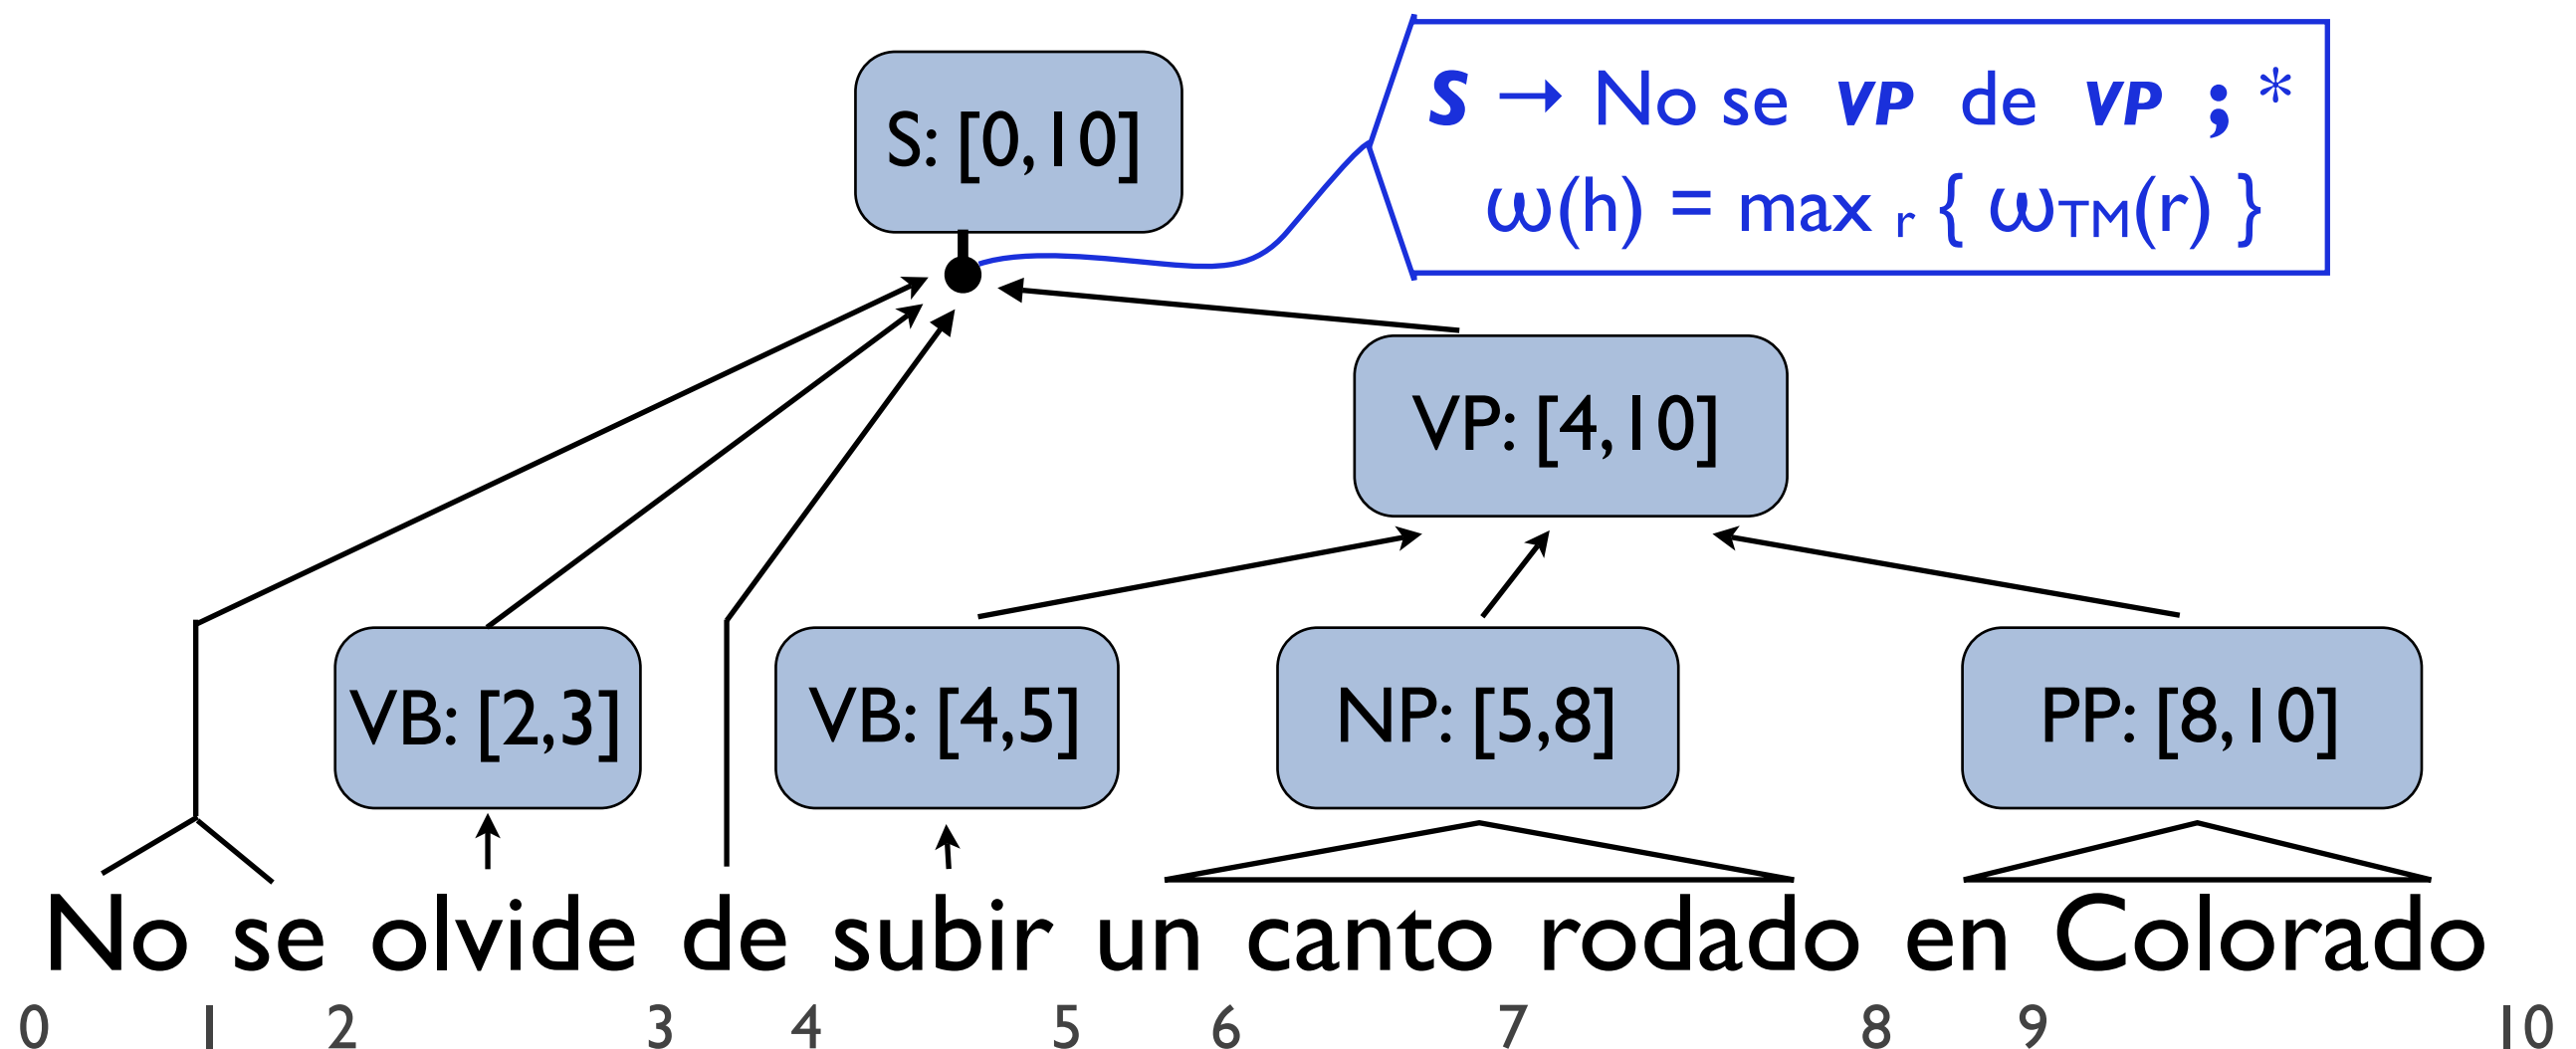 S: [0,10]
S → No se VP de VP ; *
ω(h) = max r { ωTM(r) }
VP: [4,10]
VB: [2,3] VB: [4,5] NP: [5,8] PP: [8,10]
No se olvide de subir un canto rodado en Colorado
0 1 2 3 4 5 6 7 8 9 10